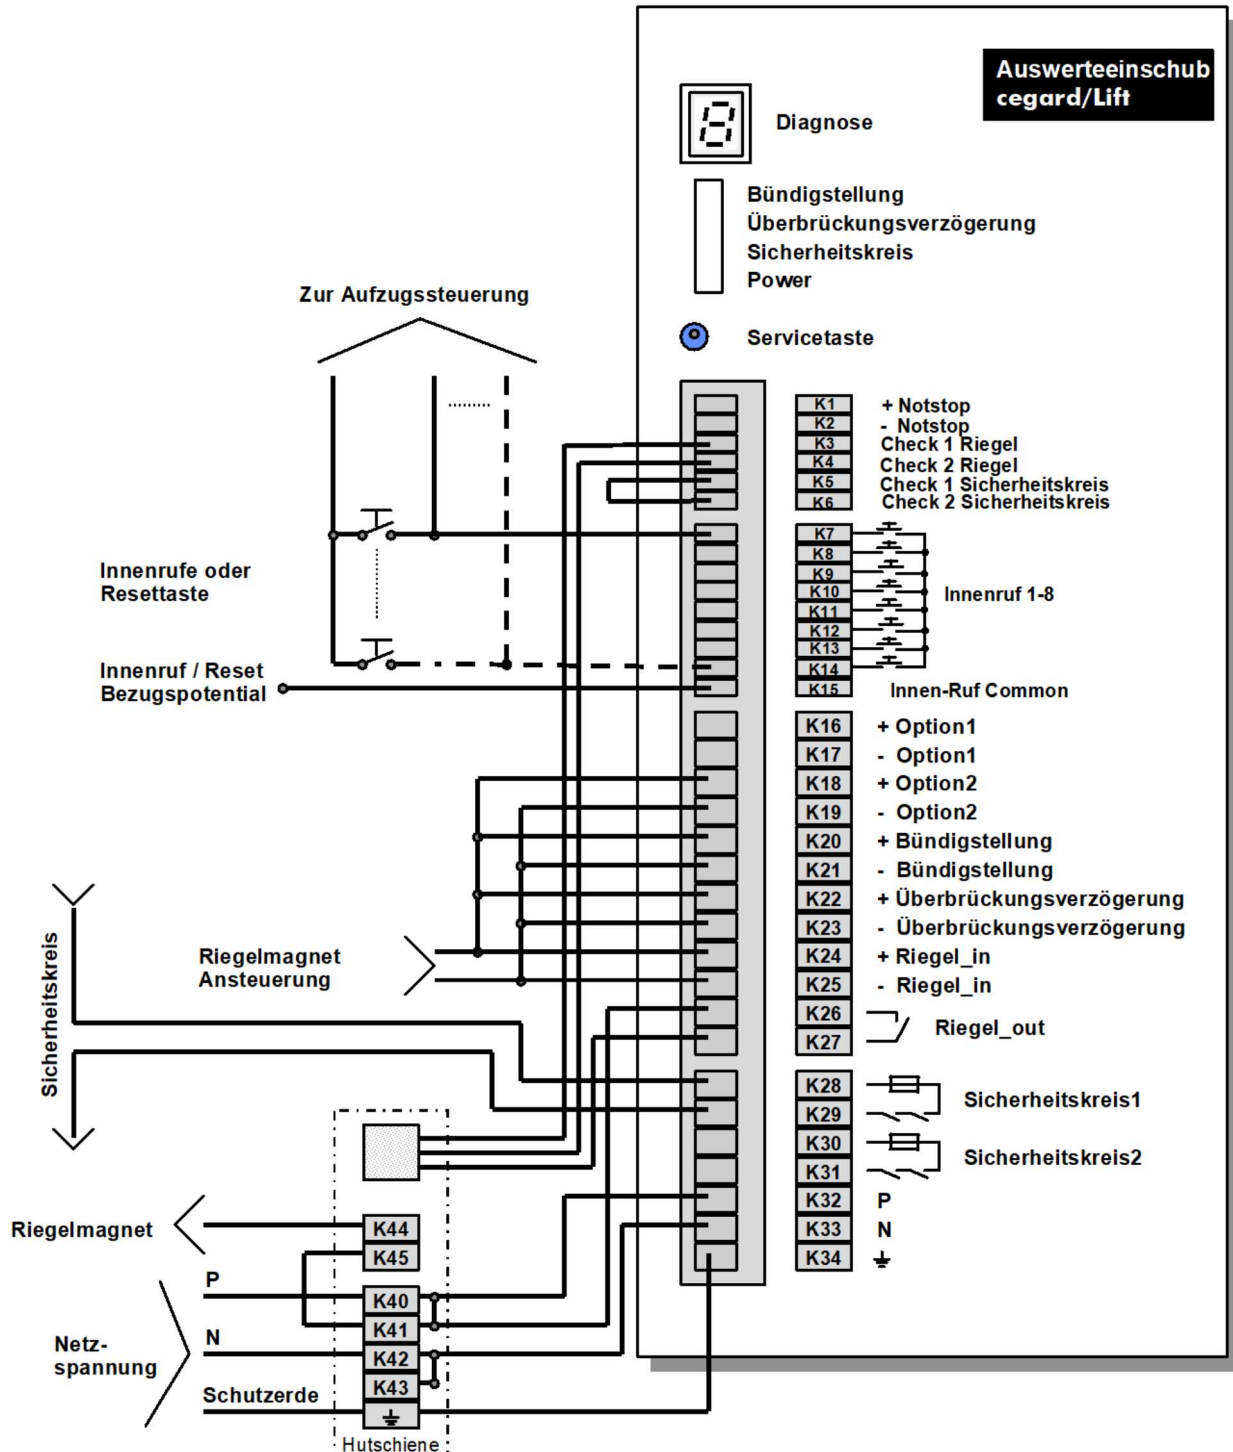 Auswerteeinschub
cegard/Lift
8
Diagnose
Bündigstellung
Überbrückungsverzögerung
Sicherheitskreis
Power
Zur Aufzugssteuerung
Servicetaste
K1 + Notstop
K2 - Notstop
K3 Check 1 Riegel
K4 Check 2 Riegel
K5 Check 1 Sicherheitskreis
K6 Check 2 Sicherheitskreis
K7
K8
K9
K10
K11
K12
K13
K14
Innenruf 1-8
K15 Innen-Ruf Common
Innenrufe oder
Resettaste
Innenruf / Reset
Bezugspotential
K16 + Option1
K17 - Option1
K18 + Option2
K19 - Option2
K20 + Bündigstellung
K21 - Bündigstellung
K22 + Überbrückungsverzögerung
K23 - Überbrückungsverzögerung
K24 + Riegel_in
K25 - Riegel_in
K26
K27
Riegel_out
Riegelmagnet
Ansteuerung
Sicherheitskreis
K28
K29
Sicherheitskreis1
K30
K31
Sicherheitskreis2
K32 P
K33 N
K34
Riegelmagnet
K44
K45
P
K40
K41
N
K42
K43
Netz-
spannung
Schutzerde
Hutschiene